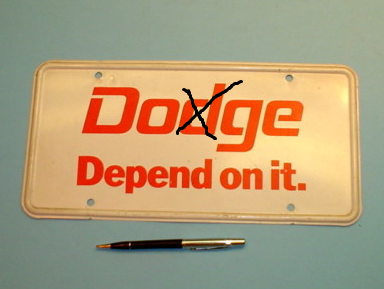 Dodge
Depend on it.